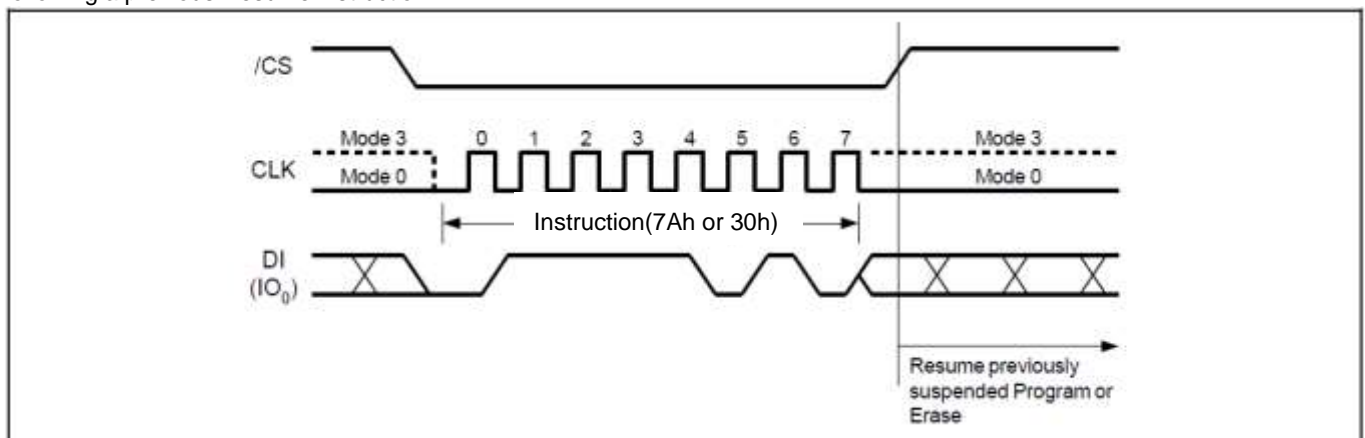 /CS
Mode 3 0 1 2 3 4 5 6 7 Mode 3
CLK
Mode 0 Mode 0
Instruction(7Ah or 30h)
DI
(IO₀)
Resume previously
suspended Program or
Erase